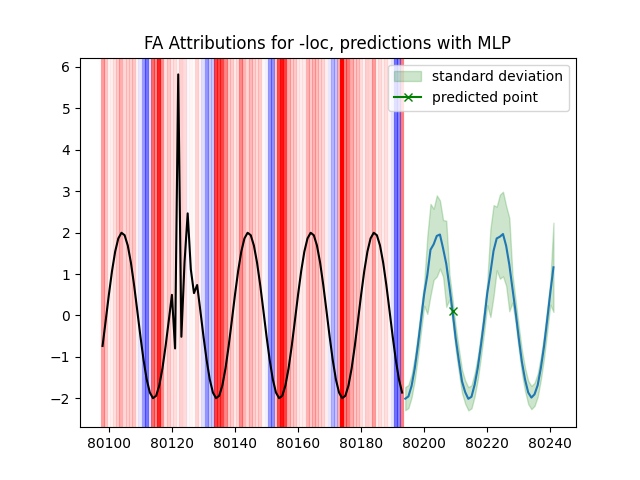 FA Attributions for -loc, predictions with MLP
standard deviation
predicted point
6
5
4
3
2
1
0
−1
−2
80100 80120 80140 80160 80180 80200 80220 80240